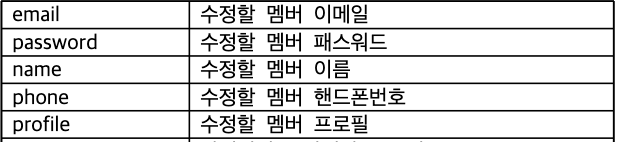 email 수정할 멤버 이메일
password 수정할 멤버 패스워드
name 수정할 멤버 이름
phone 수정할 멤버 핸드폰번호
profile 수정할 멤버 프로필